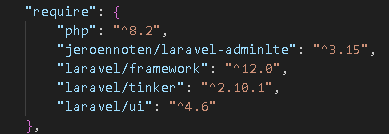 "require": {
"php": "^8.2",
"jeroennoten/laravel-adminlte": "^3.15",
"laravel/framework": "^12.0",
"laravel/tinker": "^2.10.1",
"laravel/ui": "^4.6"
},